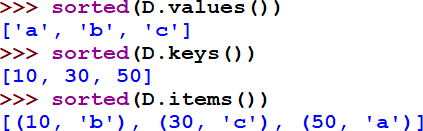 >>> sorted(D.values())
['a', 'b', 'c']
>>> sorted(D.keys())
[10, 30, 50]
>>> sorted(D.items())
[(10, 'b'), (30, 'c'), (50, 'a')]